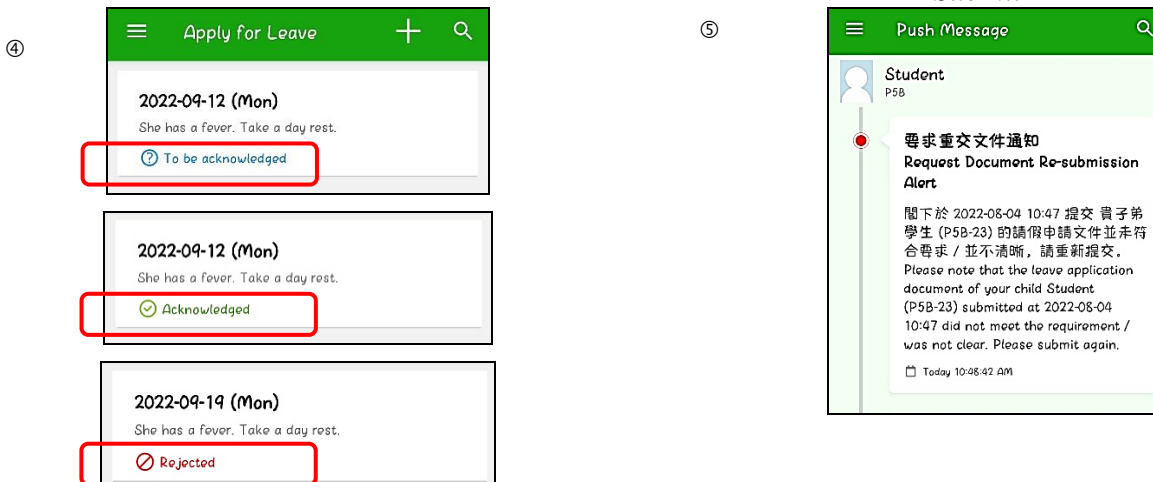 ④
Apply for Leave
2022-09-12 (Mon)
She has a fever. Take a day rest.
To be acknowledged
2022-09-12 (Mon)
She has a fever. Take a day rest.
Acknowledged
2022-09-19 (Mon)
She has a fever. Take a day rest.
Rejected
⑤
Push Message
Student
P5B
要求重交文件通知
Request Document Re-submission
Alert
閣下於 2022-08-04 10:47 提交 貴子弟
學生 (P5B-23) 的請假申請文件並未符
合要求 / 並不清晰，請重新提交。
Please note that the leave application
document of your child Student
(P5B-23) submitted at 2022-08-04
10:47 did not meet the requirement /
was not clear. Please submit again.
Today 10:48:42 AM